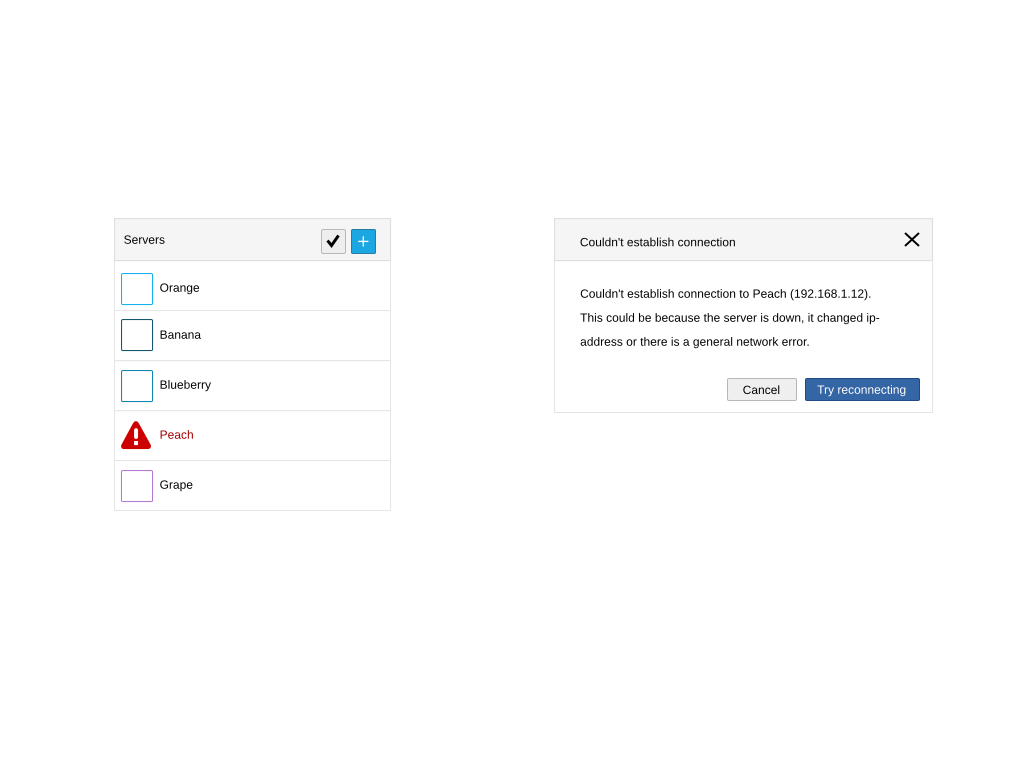 Servers
Orange
Banana
Blueberry
Peach
Grape
Couldn't establish connection
Couldn't establish connection to Peach (192.168.1.12).
This could be because the server is down, it changed ip-
address or there is a general network error.
Cancel
Try reconnecting